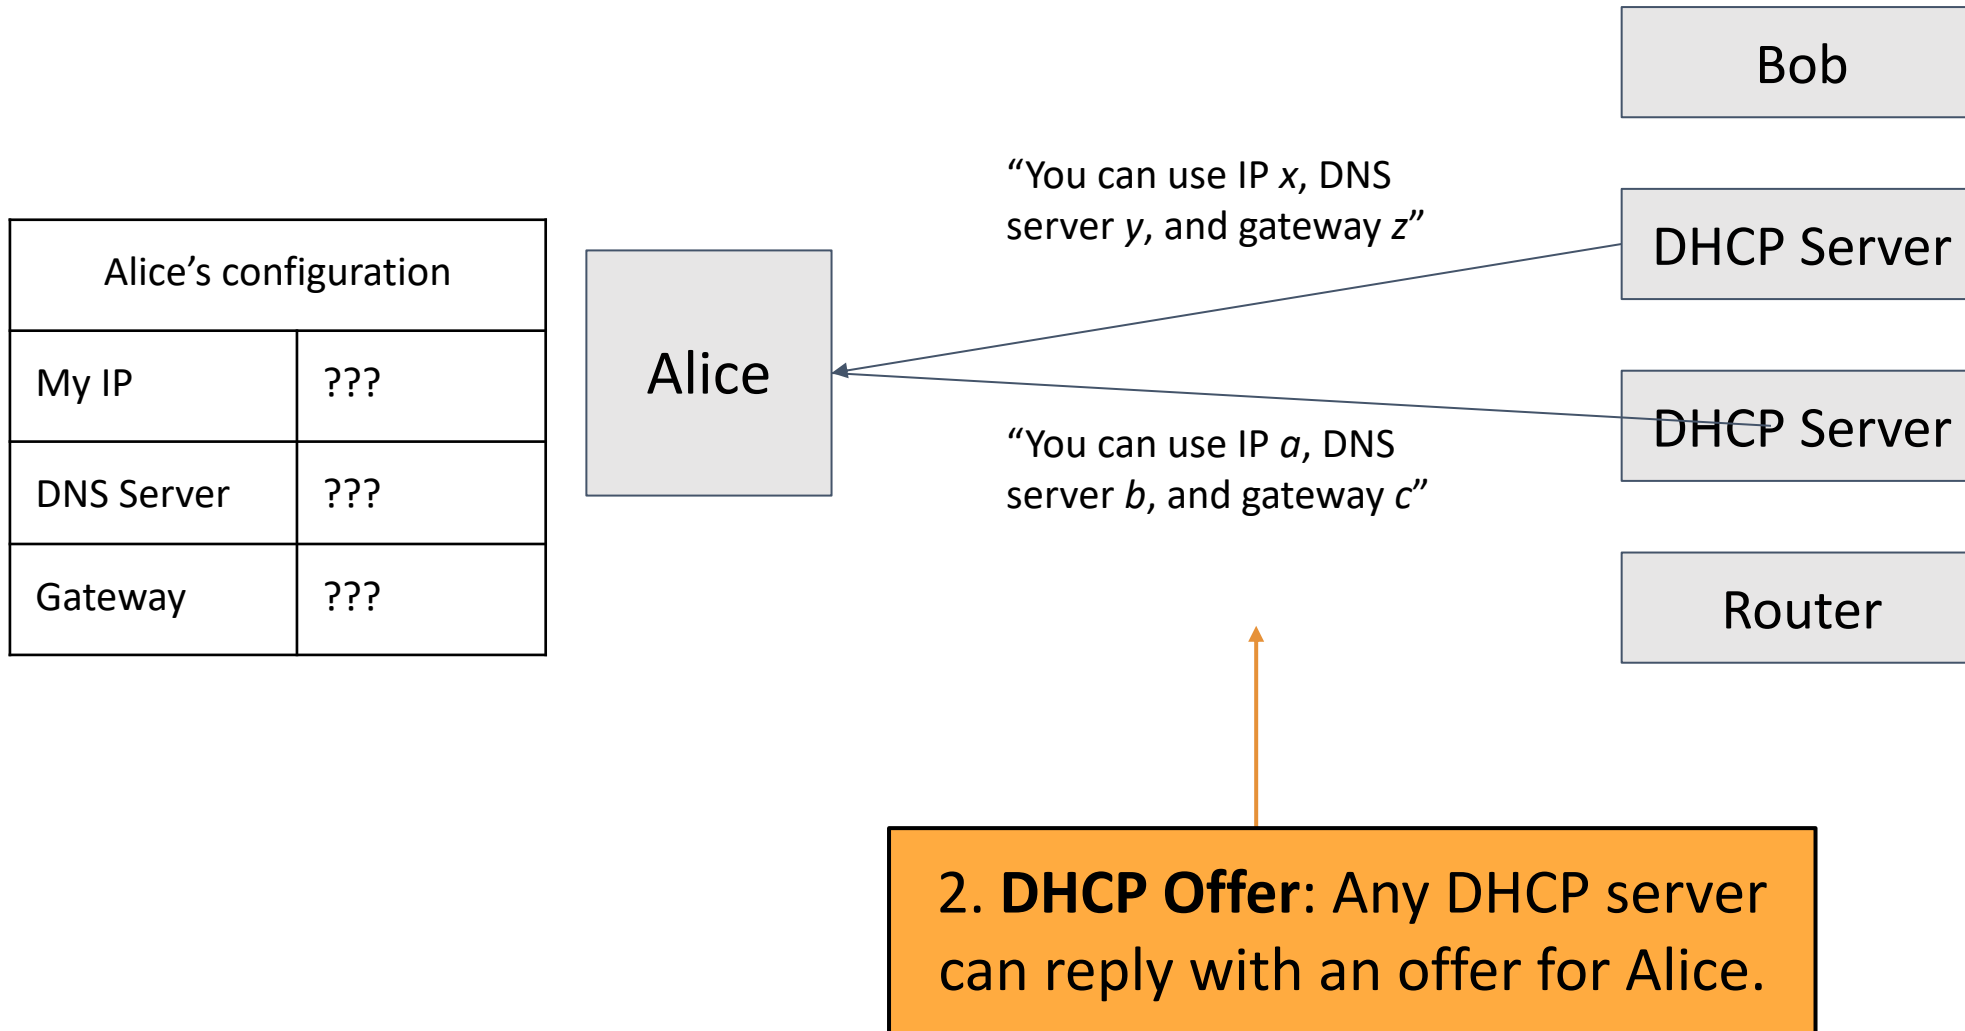 Bob
“You can use IP x, DNS
server y, and gateway z”
DHCP Server
Alice’s configuration
My IP ???
DNS Server ???
Gateway ???
Alice
DHCP Server
“You can use IP a, DNS
server b, and gateway c”
Router
2. DHCP Offer: Any DHCP server
can reply with an offer for Alice.